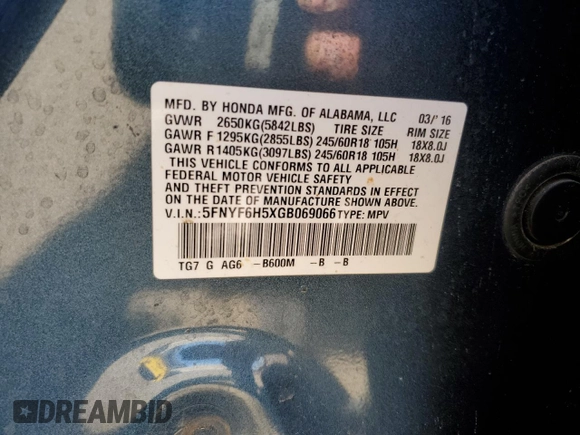 MFD. BY HONDA MFG. OF ALABAMA, LLC 03/'16
GVWR 2650KG(5842LBS) TIRE SIZE RIM SIZE
GAWR F 1295KG(2855LBS) 245/60R18 105H 18X8.0J
GAWR R 1405KG(3097LBS) 245/60R18 105H 18X8.0J
THIS VEHICLE CONFORMS TO ALL APPLICABLE
FEDERAL MOTOR VEHICLE SAFETY
AND THEFT PREVENTION STANDARDS IN EFFECT
ON THE DATE OF MANUFACTURE SHOWN ABOVE.
V.I.N.: 5FNYF6H5XGB069066 TYPE: MPV
TG7 G AG6 -B600M -B -B
DREAMBID